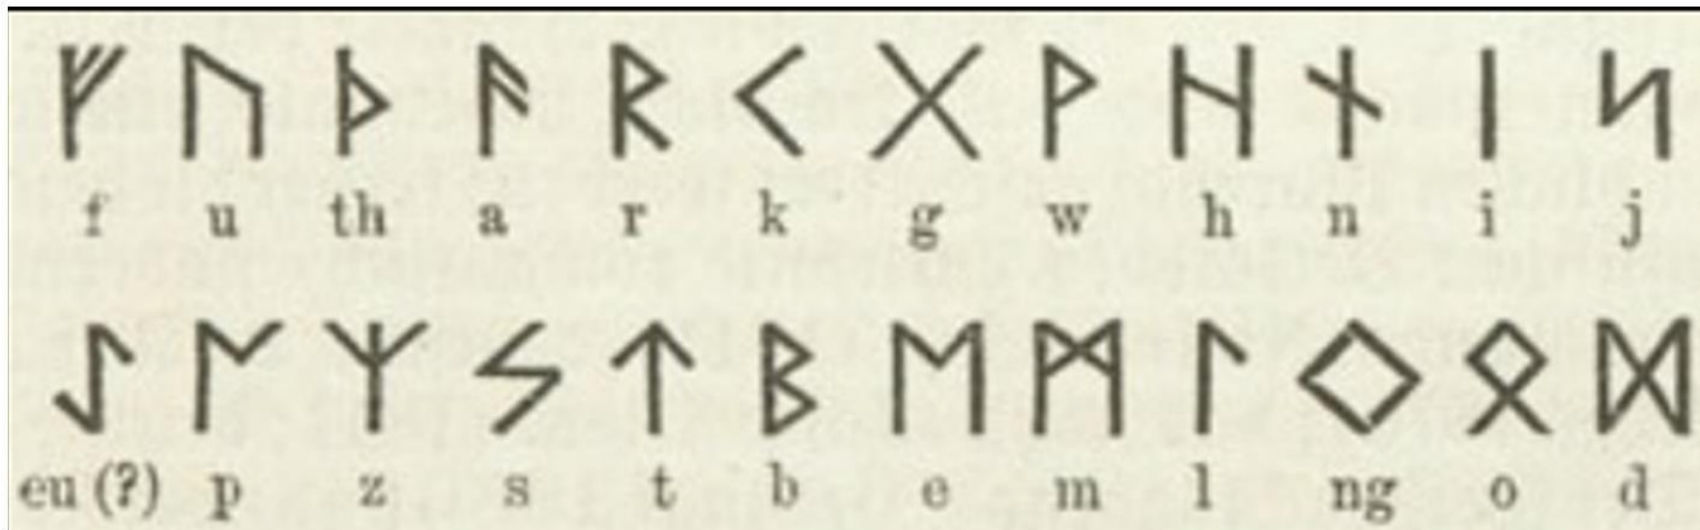 ᚠ ᚢ ᚦ ᚨ ᚱ ᚲ ᚷ ᚹ ᚺ ᚾ ᛁ ᛃ
f u th a r k g w h n i j
ᛇ ᛈ ᛉ ᛊ ᛏ ᛒ ᛖ ᛗ ᛚ ᛜ ᛟ ᛞ
eu (?) p z s t b e m l ng o d